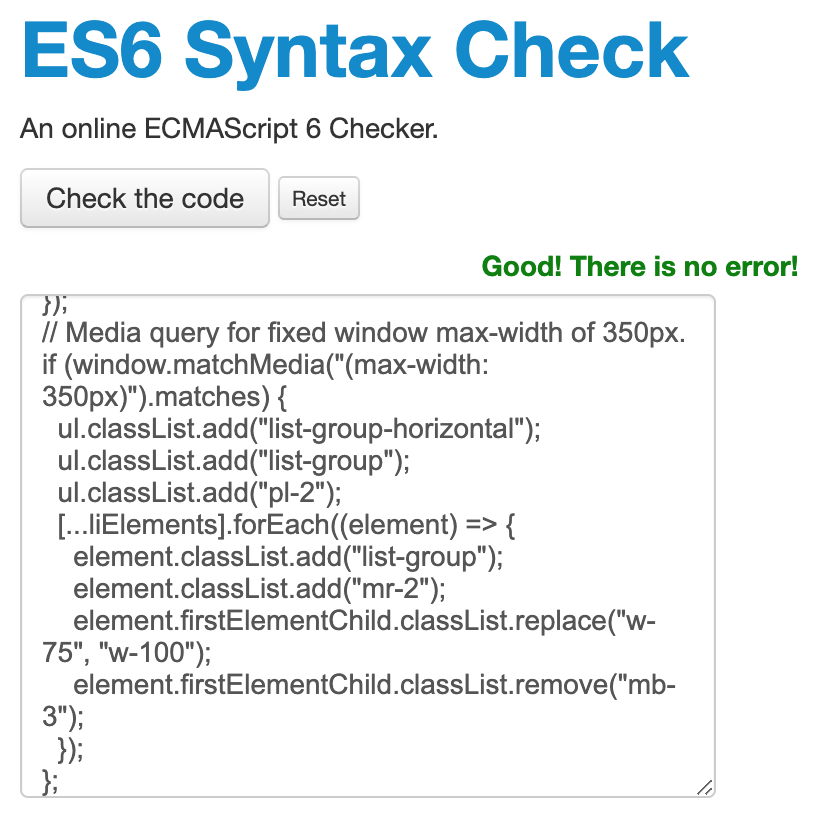 ES6 Syntax Check
An online ECMAScript 6 Checker.
Check the code Reset
Good! There is no error!
});
// Media query for fixed window max-width of 350px.
if (window.matchMedia("(max-width:
350px)").matches) {
  ul.classList.add("list-group-horizontal");
  ul.classList.add("list-group");
  ul.classList.add("pl-2");
  [...liElements].forEach((element) => {
    element.classList.add("list-group");
    element.classList.add("mr-2");
    element.firstElementChild.classList.replace("w-
75", "w-100");
    element.firstElementChild.classList.remove("mb-
3");
  });
};